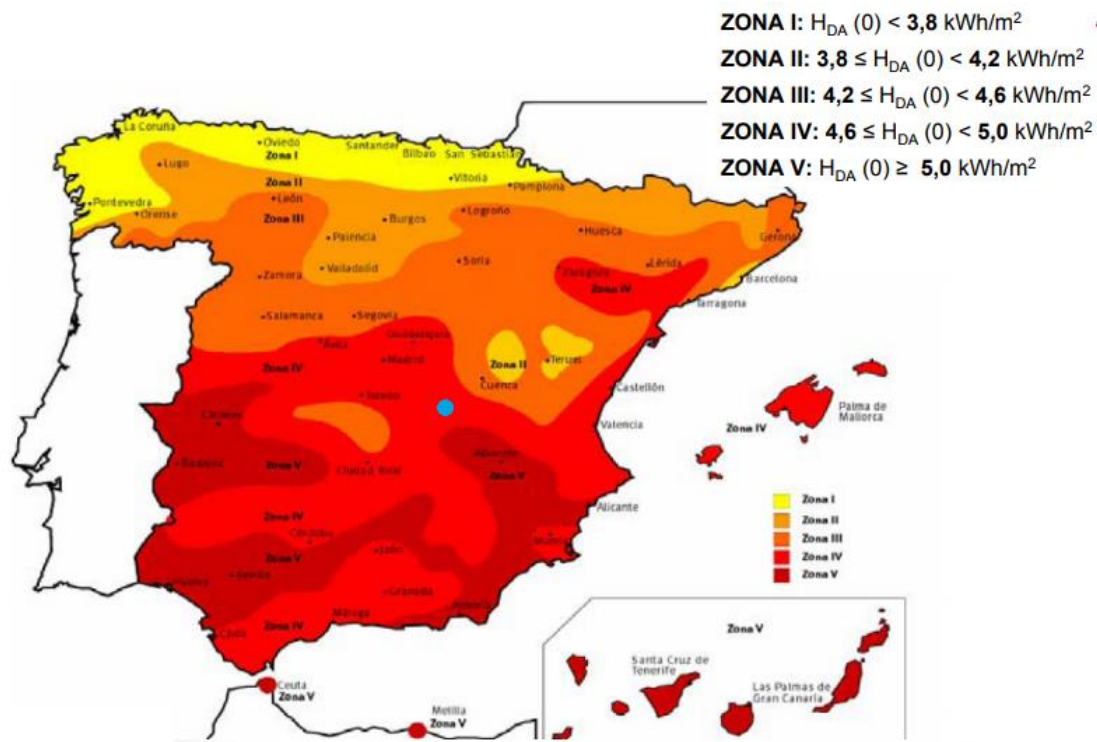 ZONA I: H_DA (0) < 3,8 kWh/m²
ZONA II: 3,8 ≤ H_DA (0) < 4,2 kWh/m²
ZONA III: 4,2 ≤ H_DA (0) < 4,6 kWh/m²
ZONA IV: 4,6 ≤ H_DA (0) < 5,0 kWh/m²
ZONA V: H_DA (0) ≥ 5,0 kWh/m²
La Coruña
Oviedo
Santander
Bilbao
San Sebastián
Zona I
Lugo
Vitoria
Pamplona
Zona II
León
Pontevedra
Orense
Zona III
Burgos
Logroño
Huesca
Gerona
Palencia
Valladolid
Soria
Zaragoza
Lérida
Zamora
Zona IV
Barcelona
Tarragona
Salamanca
Segovia
Avila
Guadalajara
Madrid
Zona IV
Zona II
Teruel
Cuenca
Toledo
Castellón
Cáceres
Valencia
Zona IV
Palma de
Mallorca
Badajoz
Zona V
Ciudad Real
Albacete
Zona V
Zona I
Zona II
Zona III
Zona IV
Zona V
Alicante
Zona IV
Córdoba
Murcia
Zona V
Jaén
Huelva
Sevilla
Granada
Almería
Málaga
Cádiz
Zona IV
Zona V
Santa Cruz de
Tenerife
Las Palmas de
Gran Canaria
Ceuta
Zona V
Melilla
Zona V